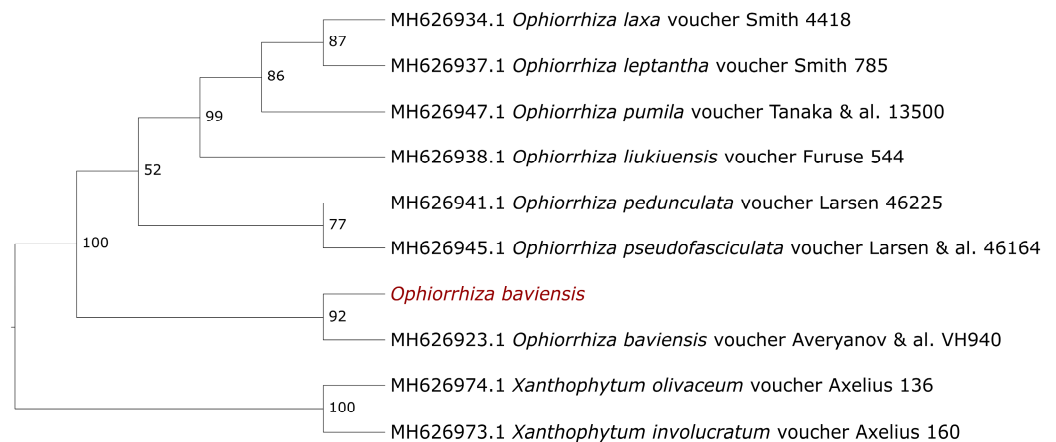 MH626934.1 Ophiorrhiza laxa voucher Smith 4418
87
MH626937.1 Ophiorrhiza leptantha voucher Smith 785
86
MH626947.1 Ophiorrhiza pumila voucher Tanaka & al. 13500
99
MH626938.1 Ophiorrhiza liukiuensis voucher Furuse 544
52
MH626941.1 Ophiorrhiza pedunculata voucher Larsen 46225
77
MH626945.1 Ophiorrhiza pseudofasciculata voucher Larsen & al. 46164
100
Ophiorrhiza baviensis
92
MH626923.1 Ophiorrhiza baviensis voucher Averyanov & al. VH940
MH626974.1 Xanthophytum olivaceum voucher Axelius 136
100
MH626973.1 Xanthophytum involucratum voucher Axelius 160